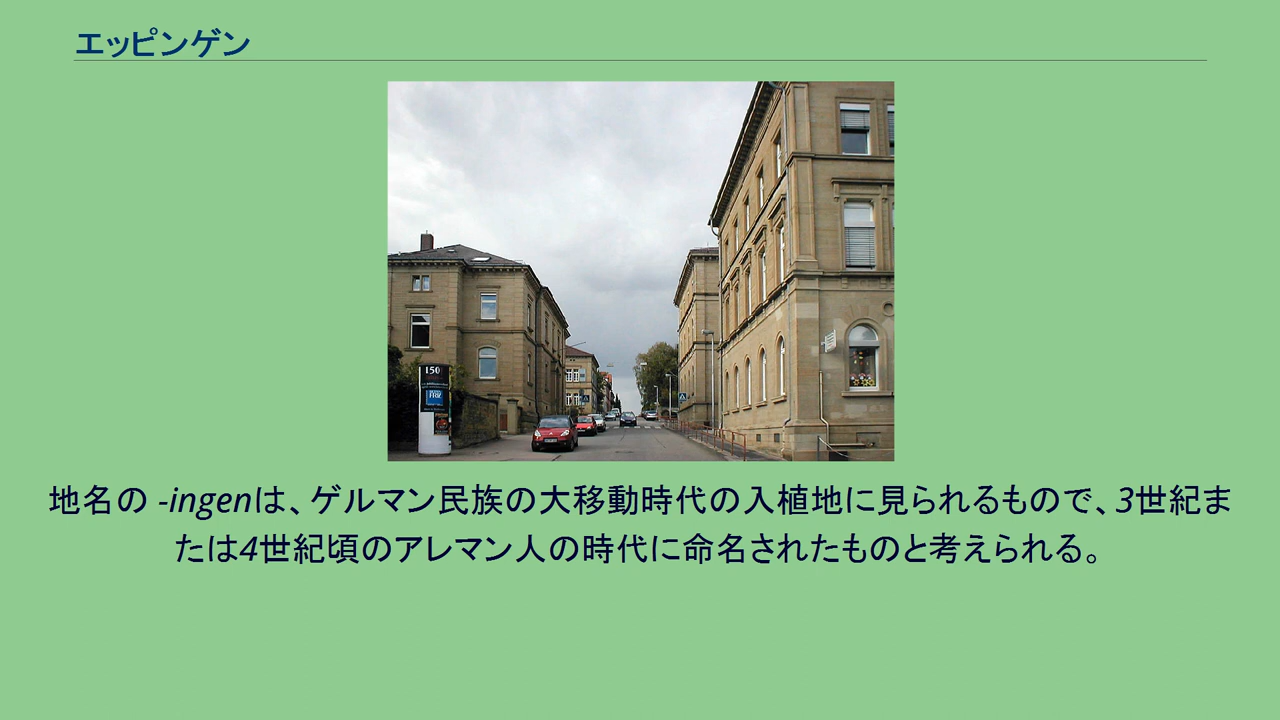 エッピンゲン
150
地名の -ingenは、ゲルマン民族の大移動時代の入植地に見られるもので、3世紀ま
たは4世紀頃のアレマン人の時代に命名されたものと考えられる。